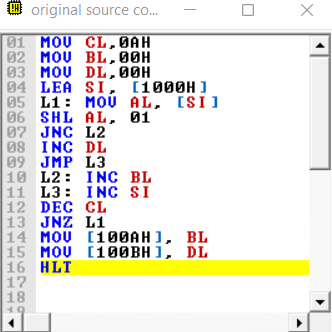 original source co...
01 MOV CL,0AH
02 MOV BL,00H
03 MOV DL,00H
04 LEA SI, [1000H]
05 L1: MOV AL, [SI]
06 SHL AL, 01
07 JNC L2
08 INC DL
09 JMP L3
10 L2: INC BL
11 L3: INC SI
12 DEC CL
13 JNZ L1
14 MOV [100AH], BL
15 MOV [100BH], DL
16 HLT
17
18
19